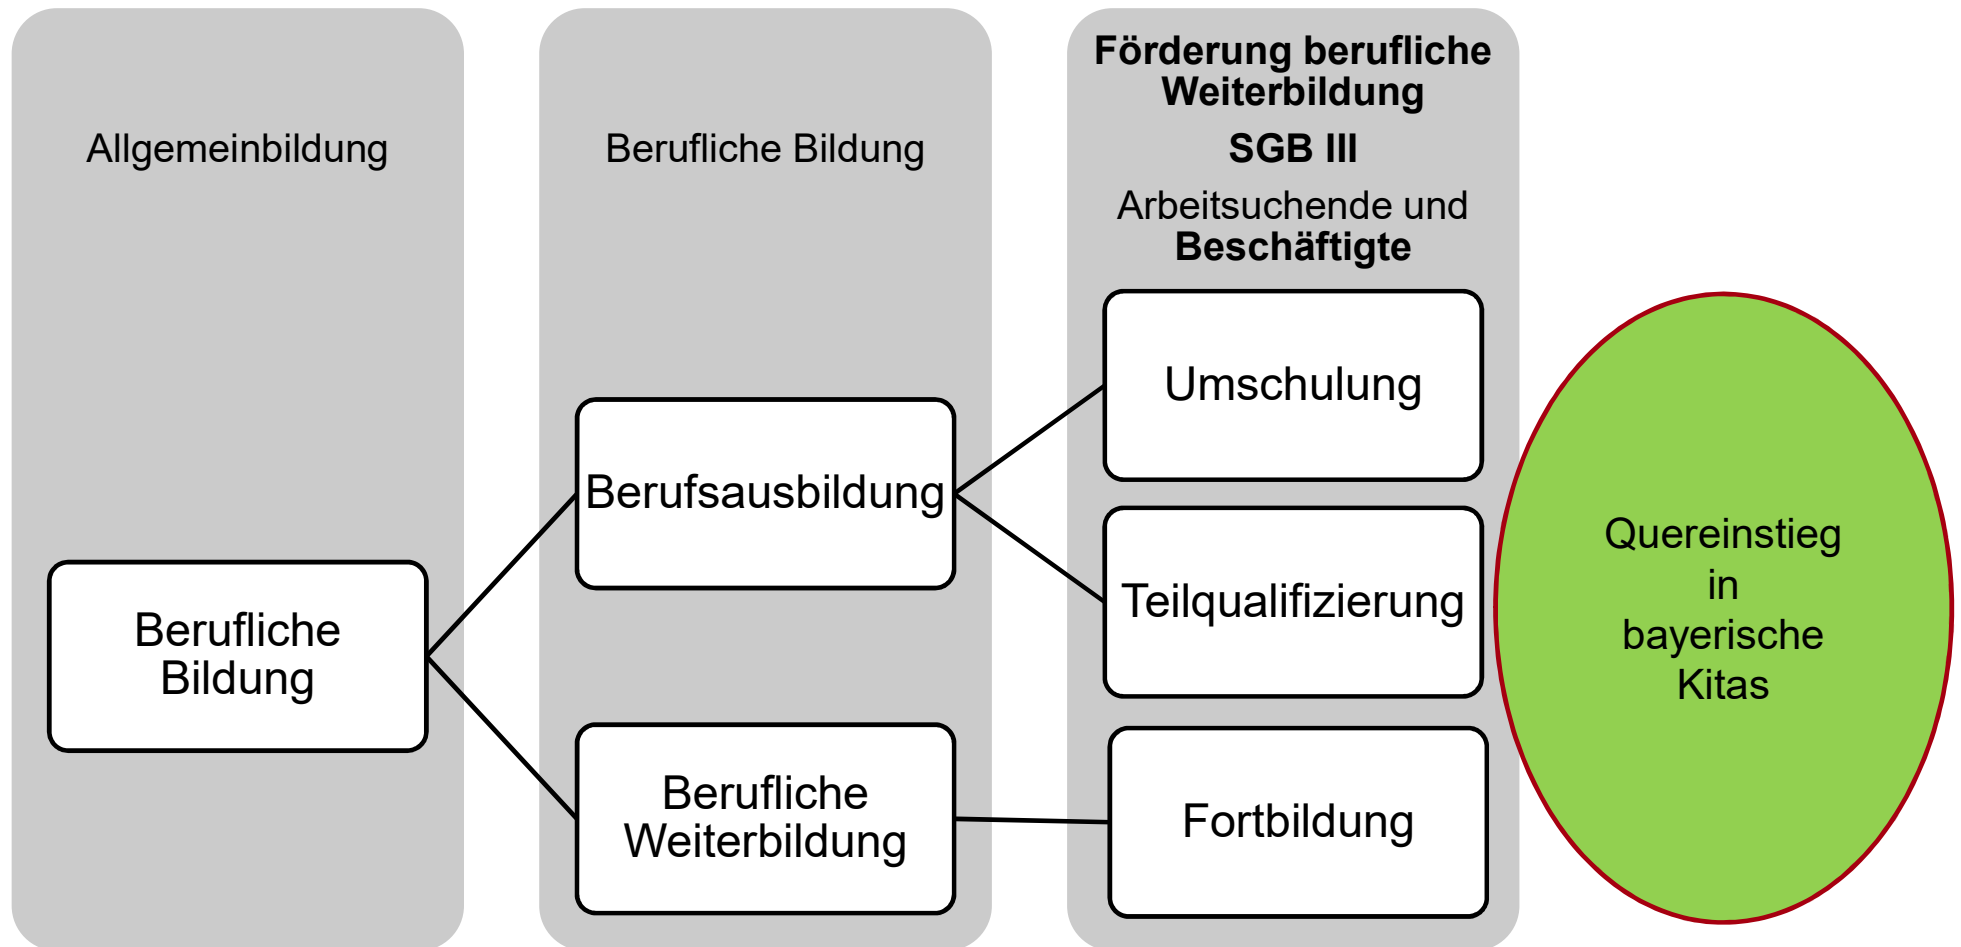 Allgemeinbildung
Berufliche
Bildung
Berufliche Bildung
Berufsausbildung
Berufliche
Weiterbildung
Förderung berufliche
Weiterbildung
SGB III
Arbeitsuchende und
Beschäftigte
Umschulung
Teilqualifizierung
Fortbildung
Quereinstieg
in
bayerische
Kitas